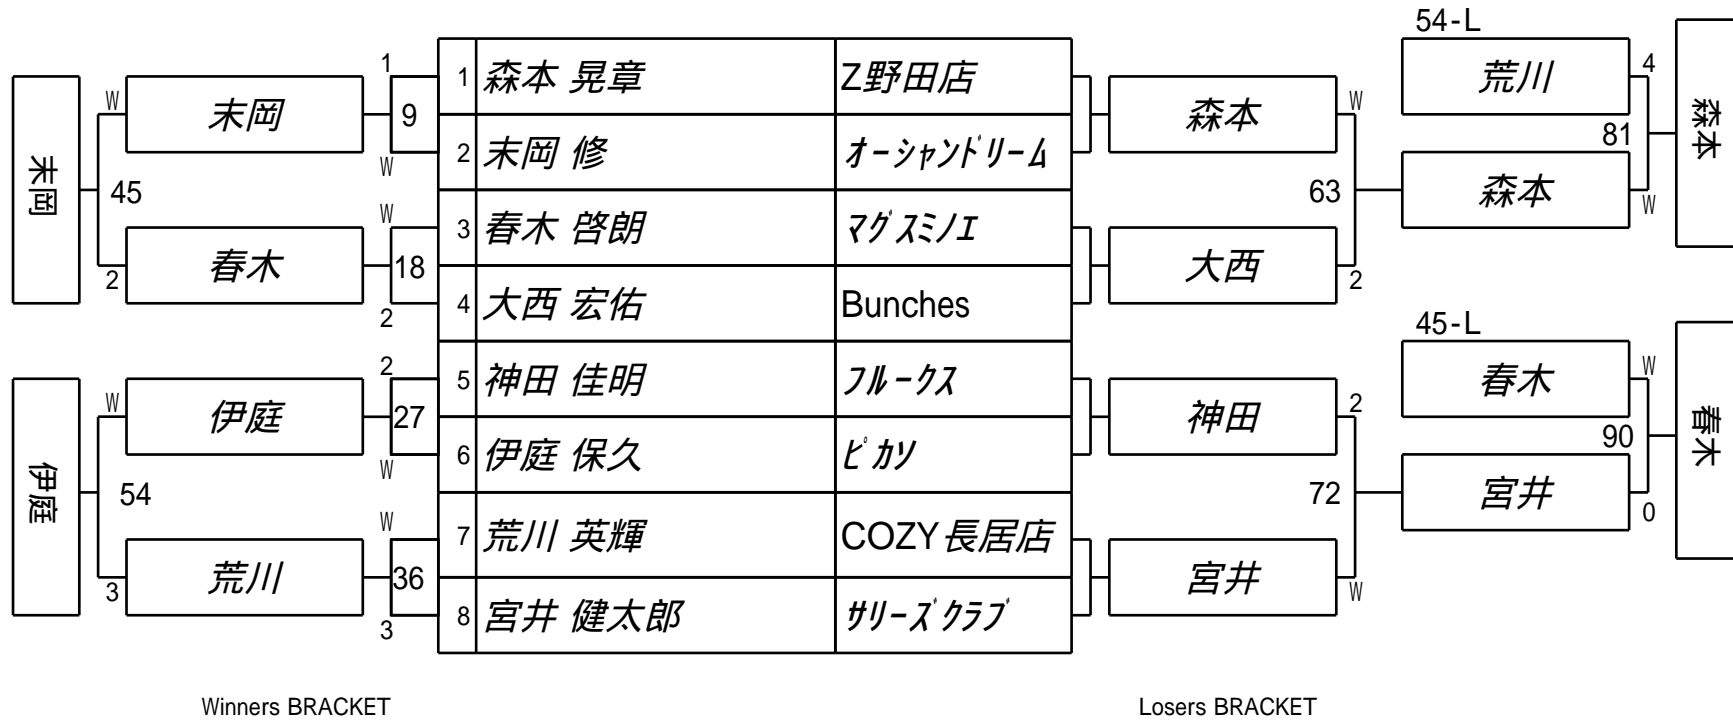 54-L
1 森本 晃章 Z野田店
2 末岡 修 ｵｰｼｬﾝﾄﾞﾘｰﾑ
3 春木 啓朗 ﾏｸﾞｽﾐﾉｴ
4 大西 宏佑 Bunches
5 神田 佳明 ﾌﾙｰｸｽ
6 伊庭 保久 ﾋﾟｶｿ
7 荒川 英輝 COZY長居店
8 宮井 健太郎 ｻﾘｰｽﾞｸﾗﾌﾞ
末岡
W
末岡
1
9
W
45
2
春木
W
18
2
伊庭
W
伊庭
2
27
W
54
3
荒川
W
36
3
森本
W
63
大西
2
神田
2
72
宮井
W
荒川
4
81
森本
W
森本
45-L
春木
W
90
宮井
0
春木
Winners BRACKET
Losers BRACKET